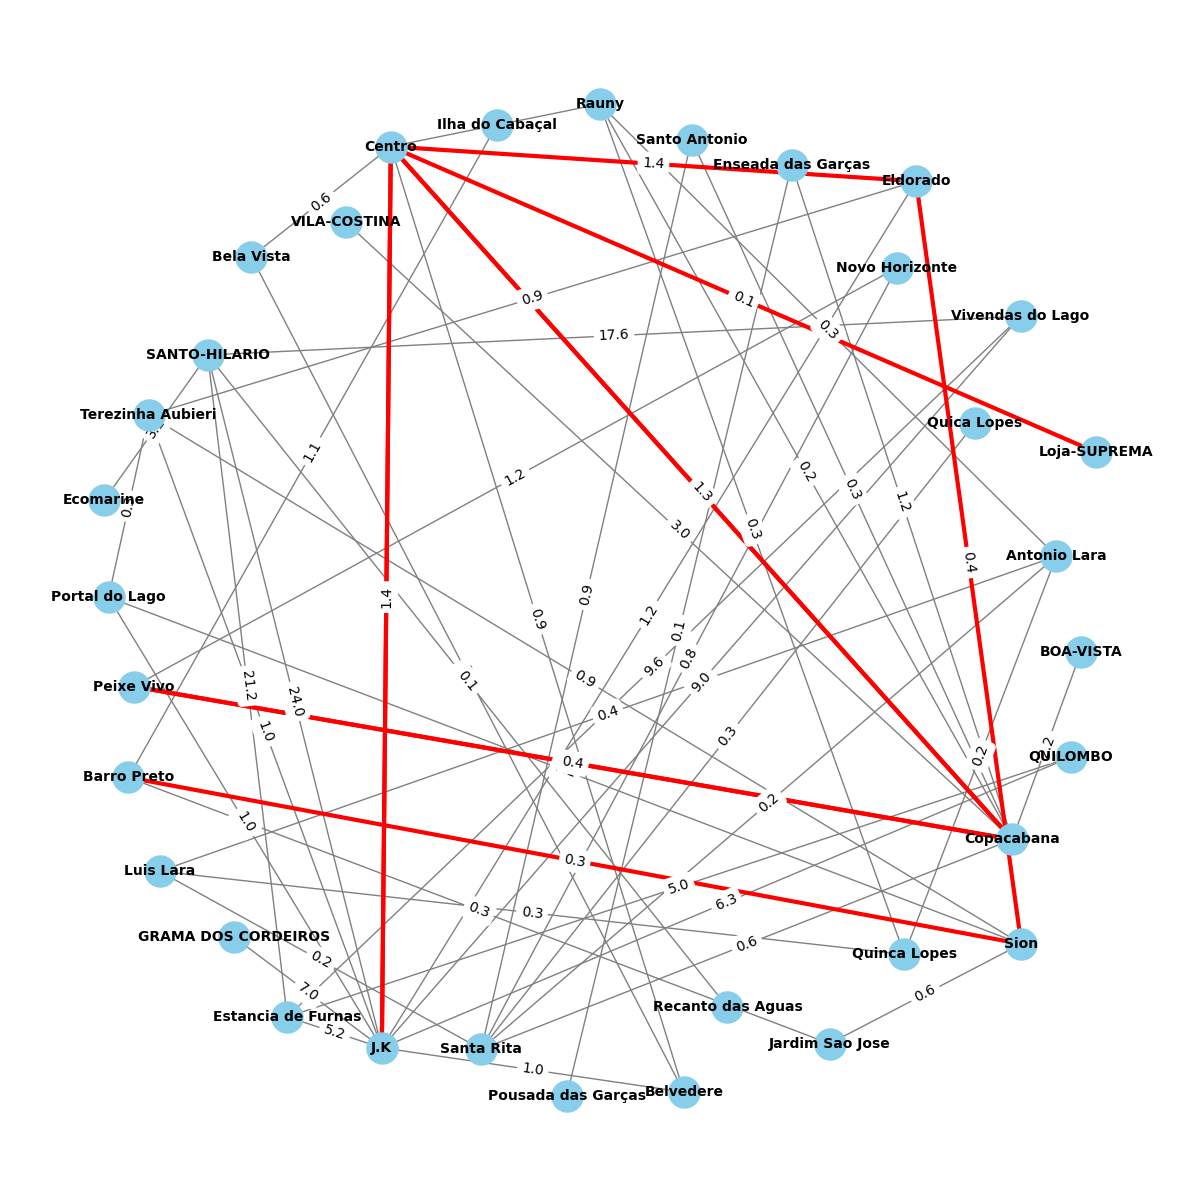 Rauny
Ilha do Cabaçal
Santo Antonio
Centro
1.4
Enseada das Garças
Eldorado
0.6
VILA-COSTINA
Bela Vista
Novo Horizonte
0.9
0.1
Vivendas do Lago
0.3
17.6
SANTO-HILARIO
Terezinha Aubieri
Quica Lopes
1.1
Loja-SUPREMA
1.2
0.2
0.3
1.3
Ecomarine
1.2
3.0
0.3
Antonio Lara
0.4
Portal do Lago
0.9
1.4
1.2
0.9
0.1
BOA-VISTA
0.8
9.6
0.1
0.9
9.0
Peixe Vivo
21.2
24.0
0.4
1.0
0.3
0.2
QUILOMBO
0.4
Barro Preto
0.2
1.0
Copacabana
0.3
Luis Lara
5.0
6.3
0.3
0.3
GRAMA DOS CORDEIROS
0.6
Sion
0.2
Quinca Lopes
7.0
0.6
Recanto das Aguas
Estancia de Furnas
5.2
Jardim Sao Jose
J.K
Santa Rita
1.0
Pousada das Garças
Belvedere